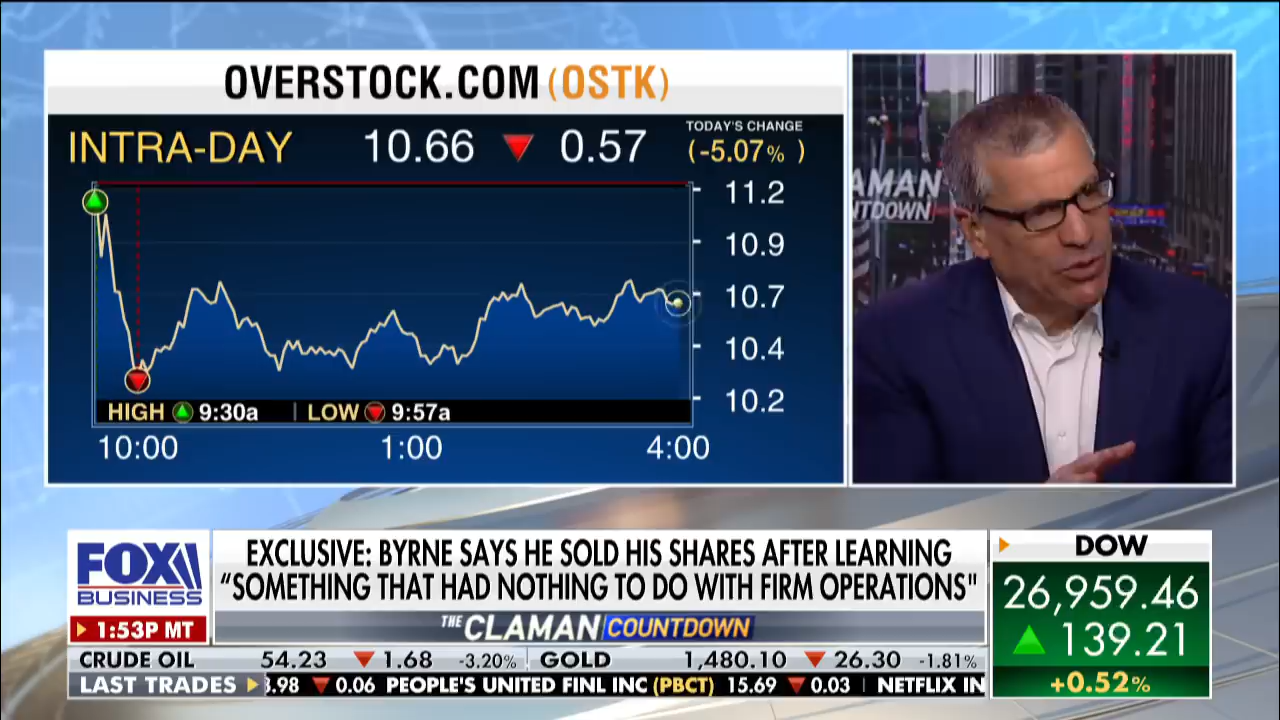 OVERSTOCK.COM (OSTK)
INTRA-DAY 10.66 0.57
TODAY'S CHANGE
(-5.07% )
11.2
10.9
10.7
10.4
10.2
HIGH 9:30a | LOW 9:57a
10:00 1:00 4:00
AMAN
NTDOWN
FOX
BUSINESS
1:53P MT
EXCLUSIVE: BYRNE SAYS HE SOLD HIS SHARES AFTER LEARNING
“SOMETHING THAT HAD NOTHING TO DO WITH FIRM OPERATIONS"
THE CLAMAN COUNTDOWN
DOW
26,959.46
139.21
+0.52%
CRUDE OIL 54.23 1.68 -3.20% GOLD 1,480.10 26.30 -1.81%
LAST TRADES 3.98 0.06 PEOPLE'S UNITED FINL INC (PBCT) 15.69 0.03 | NETFLIX IN